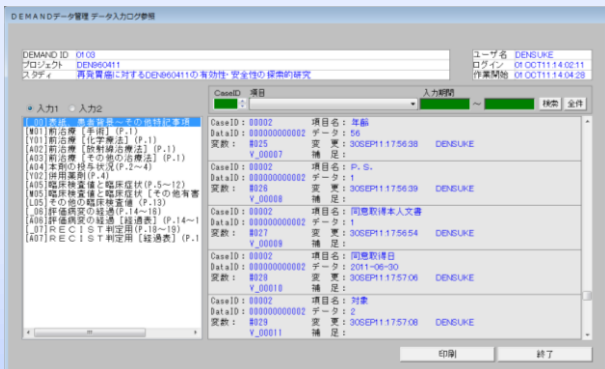 DEMANDデータ管理 データ入力ログ参照
DEMAND ID 0103
プロジェクト DEN960411
スタディ 再発胃癌に対するDEN960411の有効性・安全性の探索的研究
ユーザ名 DENSUKE
ログイン 01OCT11:14:02:11
作業開始 01OCT11:14:04:28
入力1 入力2
[_00]表紙、患者背景～その他特記事項
[M01]前治療 [手術] (P.1)
[Y01]前治療 [化学療法] (P.1)
[A02]前治療 [放射線治療法] (P.1)
[A03]前治療 [その他の治療法] (P.1)
[A04]本剤の投与状況(P.2～4)
[Y02]併用薬剤(P.4)
[A05]臨床検査値と臨床症状(P.5～12)
[M05]臨床検査値と臨床症状 [その他有害
[L05]その他の臨床検査値 (P.13)
[_06]評価病変の経過(P.14～16)
[A06]評価病変の経過 [経過表] (P.14～1
[_07]ＲＥＣＩＳＴ判定用(P.18～19)
[A07]ＲＥＣＩＳＴ判定用 [経過表] (P.1
CaseID 項目 入力期間
～ 検索 全件
CaseID：00002 項目名：年齢
DataID：000000000002 データ：56
変数： #025 変 更：30SEP11:17:56:38 DENSUKE
V_00007 補 足：
CaseID：00002 項目名：Ｐ．Ｓ．
DataID：000000000002 データ：1
変数： #026 変 更：30SEP11:17:56:39 DENSUKE
V_00008 補 足：
CaseID：00002 項目名：同意取得本人文書
DataID：000000000002 データ：1
変数： #027 変 更：30SEP11:17:56:54 DENSUKE
V_00009 補 足：
CaseID：00002 項目名：同意取得日
DataID：000000000002 データ：2011-06-30
変数： #028 変 更：30SEP11:17:57:06 DENSUKE
V_00010 補 足：
CaseID：00002 項目名：対象
DataID：000000000002 データ：2
変数： #029 変 更：30SEP11:17:57:08 DENSUKE
V_00011 補 足：
印刷 終了